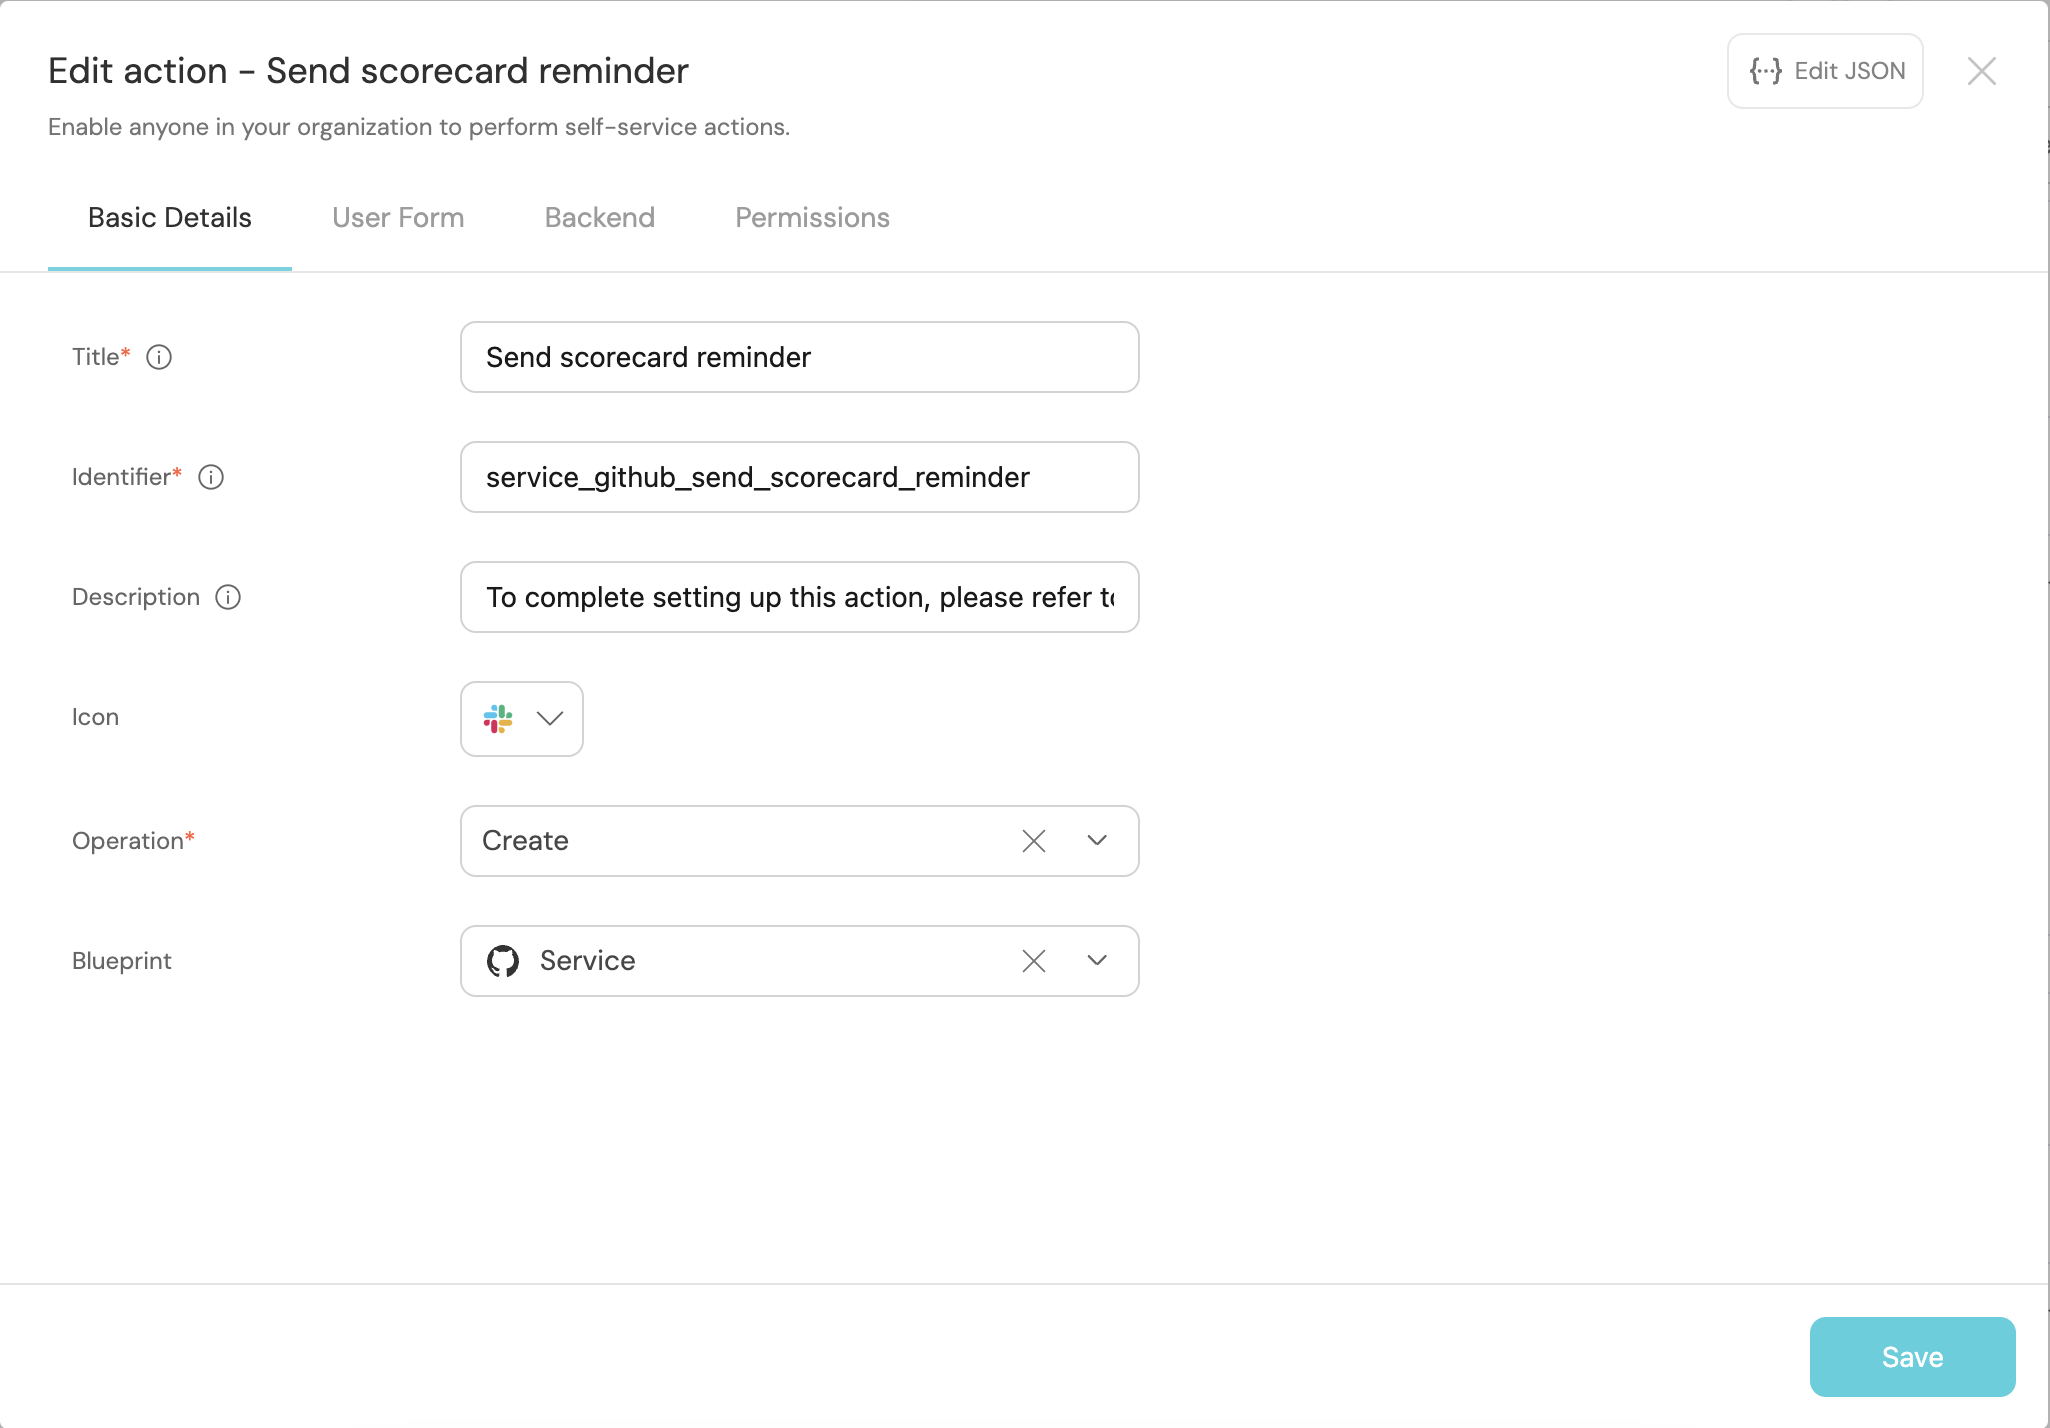 Edit action - Send scorecard reminder
{··} Edit JSON
Enable anyone in your organization to perform self-service actions.
Basic Details User Form Backend Permissions
Title* Send scorecard reminder
Identifier* service_github_send_scorecard_reminder
Description To complete setting up this action, please refer
Icon
Operation* Create
Blueprint Service
Save